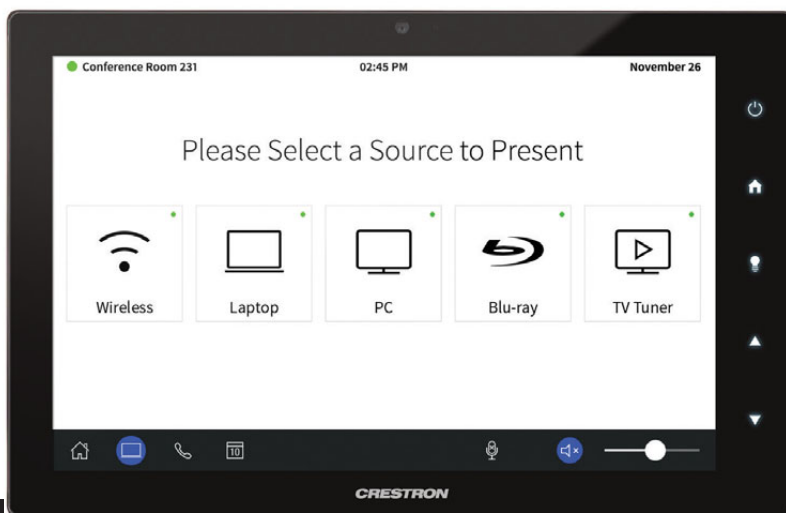 Conference Room 231 02:45 PM November 26
Please Select a Source to Present
Wireless Laptop PC Blu-ray TV Tuner
10
CRESTRON